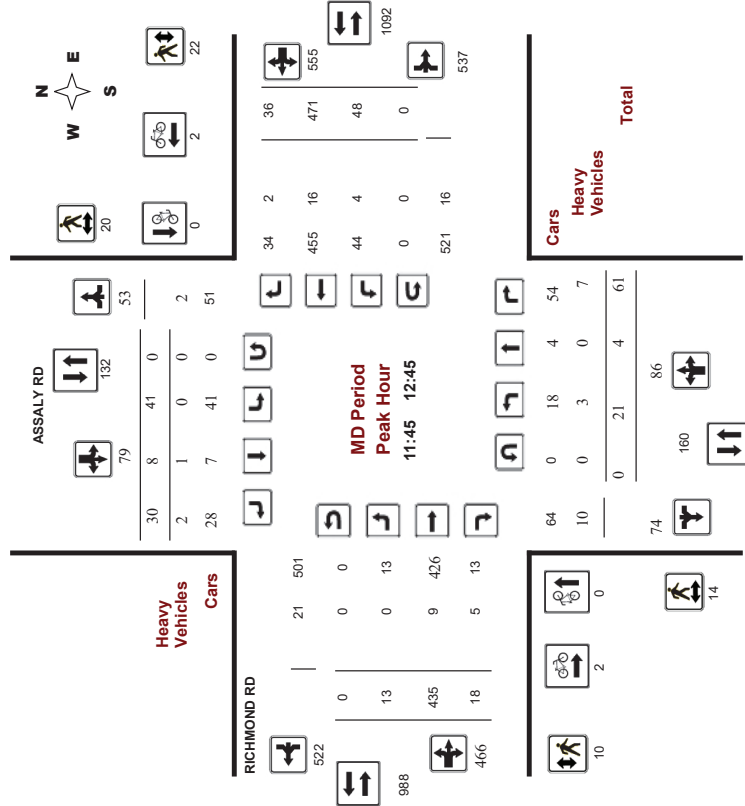 N
W E
S
20
22
0 2
ASSALY RD
132
79 53
30 8 41 0
2 1 0 0 2
28 7 41 0 51
Heavy
Vehicles
Cars
1092
555
537
34 2 36
455 16 471
44 4 48
0 0 0
521 16
MD Period
Peak Hour
11:45 12:45
RICHMOND RD
522
988
466
21 501
0 0 0
13 0 13
435 9 426
18 5 13
Cars
64 0 18 4 54
Heavy
Vehicles
10 0 3 0 7
Total
0 21 4 61
74 160 86
10 2 0
14